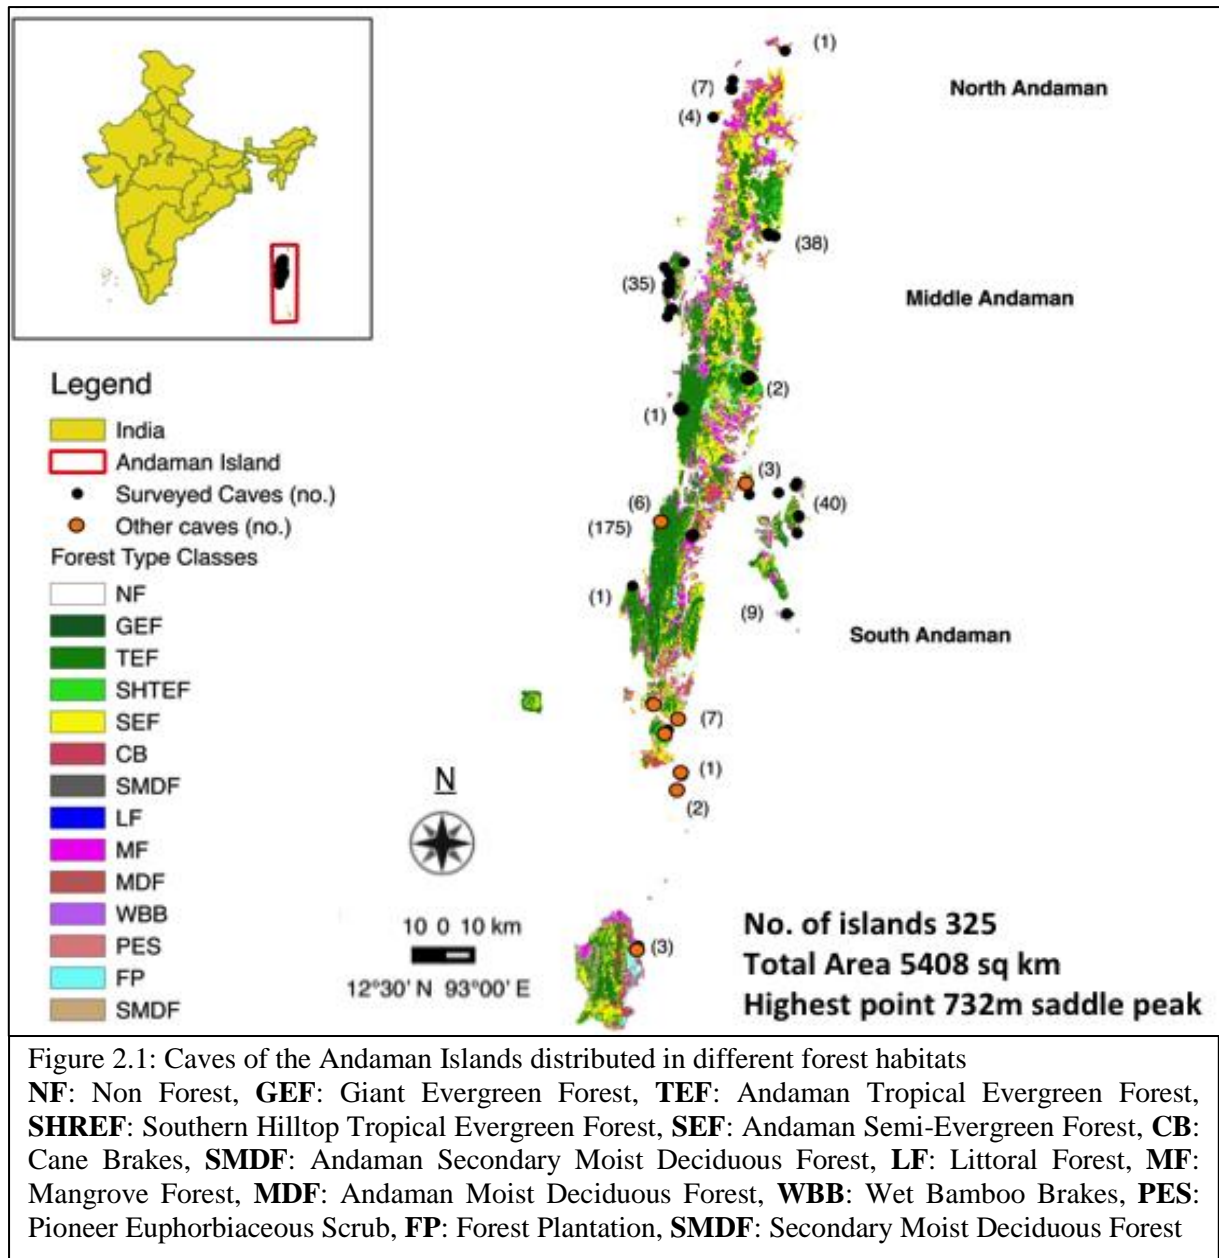 (1)
(7)
North Andaman
(4)
(38)
(35)
Middle Andaman
Legend
(2)
(1)
India
Andaman Island
(3)
Surveyed Caves (no.)
(6)
(40)
Other caves (no.)
(175)
Forest Type Classes
NF
(1)
(9)
GEF
South Andaman
TEF
SHTEF
SEF
(7)
CB
(1)
SMDF
N
(2)
LF
MF
MDF
WBB
10 0 10 km
No. of islands 325
PES
(3)
Total Area 5408 sq km
FP
12°30' N 93°00' E
SMDF
Highest point 732m saddle peak
Figure 2.1: Caves of the Andaman Islands distributed in different forest habitats
NF: Non Forest, GEF: Giant Evergreen Forest, TEF: Andaman Tropical Evergreen Forest,
SHREF: Southern Hilltop Tropical Evergreen Forest, SEF: Andaman Semi-Evergreen Forest, CB:
Cane Brakes, SMDF: Andaman Secondary Moist Deciduous Forest, LF: Littoral Forest, MF:
Mangrove Forest, MDF: Andaman Moist Deciduous Forest, WBB: Wet Bamboo Brakes, PES:
Pioneer Euphorbiaceous Scrub, FP: Forest Plantation, SMDF: Secondary Moist Deciduous Forest